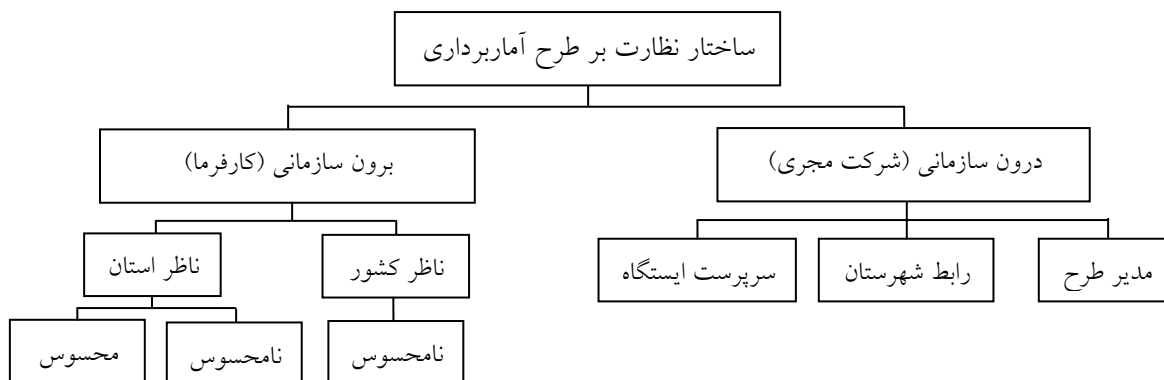 ساختار نظارت بر طرح آماربرداری
درون سازمانی (شرکت مجری)
برون سازمانی (کارفرما)
مدیر طرح
رابط شهرستان
سرپرست ایستگاه
ناظر کشور
ناظر استان
نامحسوس
نامحسوس
محسوس